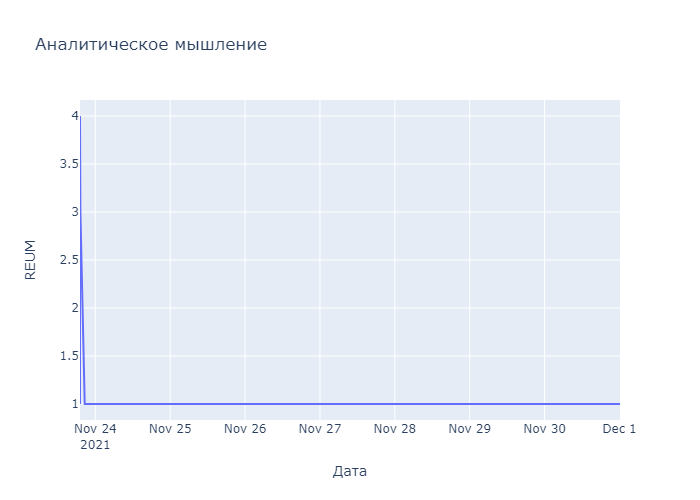 Аналитическое мышление
4
3.5
3
2.5
2
1.5
1
REUM
Nov 24
2021
Nov 25
Nov 26
Nov 27
Nov 28
Nov 29
Nov 30
Dec 1
Дата